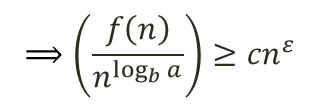 ⟹ (f(n) / n^{log_b a}) ≥ cn^ε